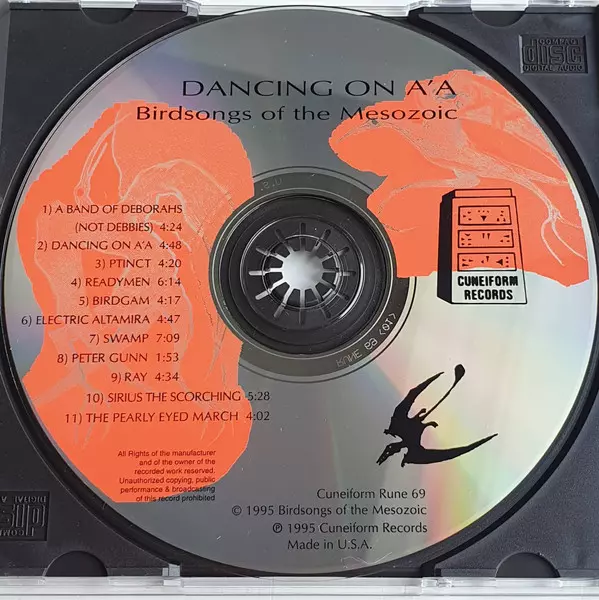 DANCING ON A'A
Birdsongs of the Mesozoic
COMPACT
disc
DIGITAL AUDIO
1) A BAND OF DEBORAHS
(NOT DEBBIES) 4:24
2) DANCING ON A'A 4:48
3) PTINCT 4:20
4) READYMEN 6:14
5) BIRDGAM 4:17
6) ELECTRIC ALTAMIRA 4:47
7) SWAMP 7:09
8) PETER GUNN 1:53
9) RAY 4:34
10) SIRIUS THE SCORCHING 5:28
11) THE PEARLY EYED MARCH 4:02
CUNEIFORM
RECORDS
All Rights of the manufacturer
and of the owner of the
recorded work reserved.
Unauthorized copying, public
performance & broadcasting
of this record prohibited
Cuneiform Rune 69
© 1995 Birdsongs of the Mesozoic
℗ 1995 Cuneiform Records
Made in U.S.A.